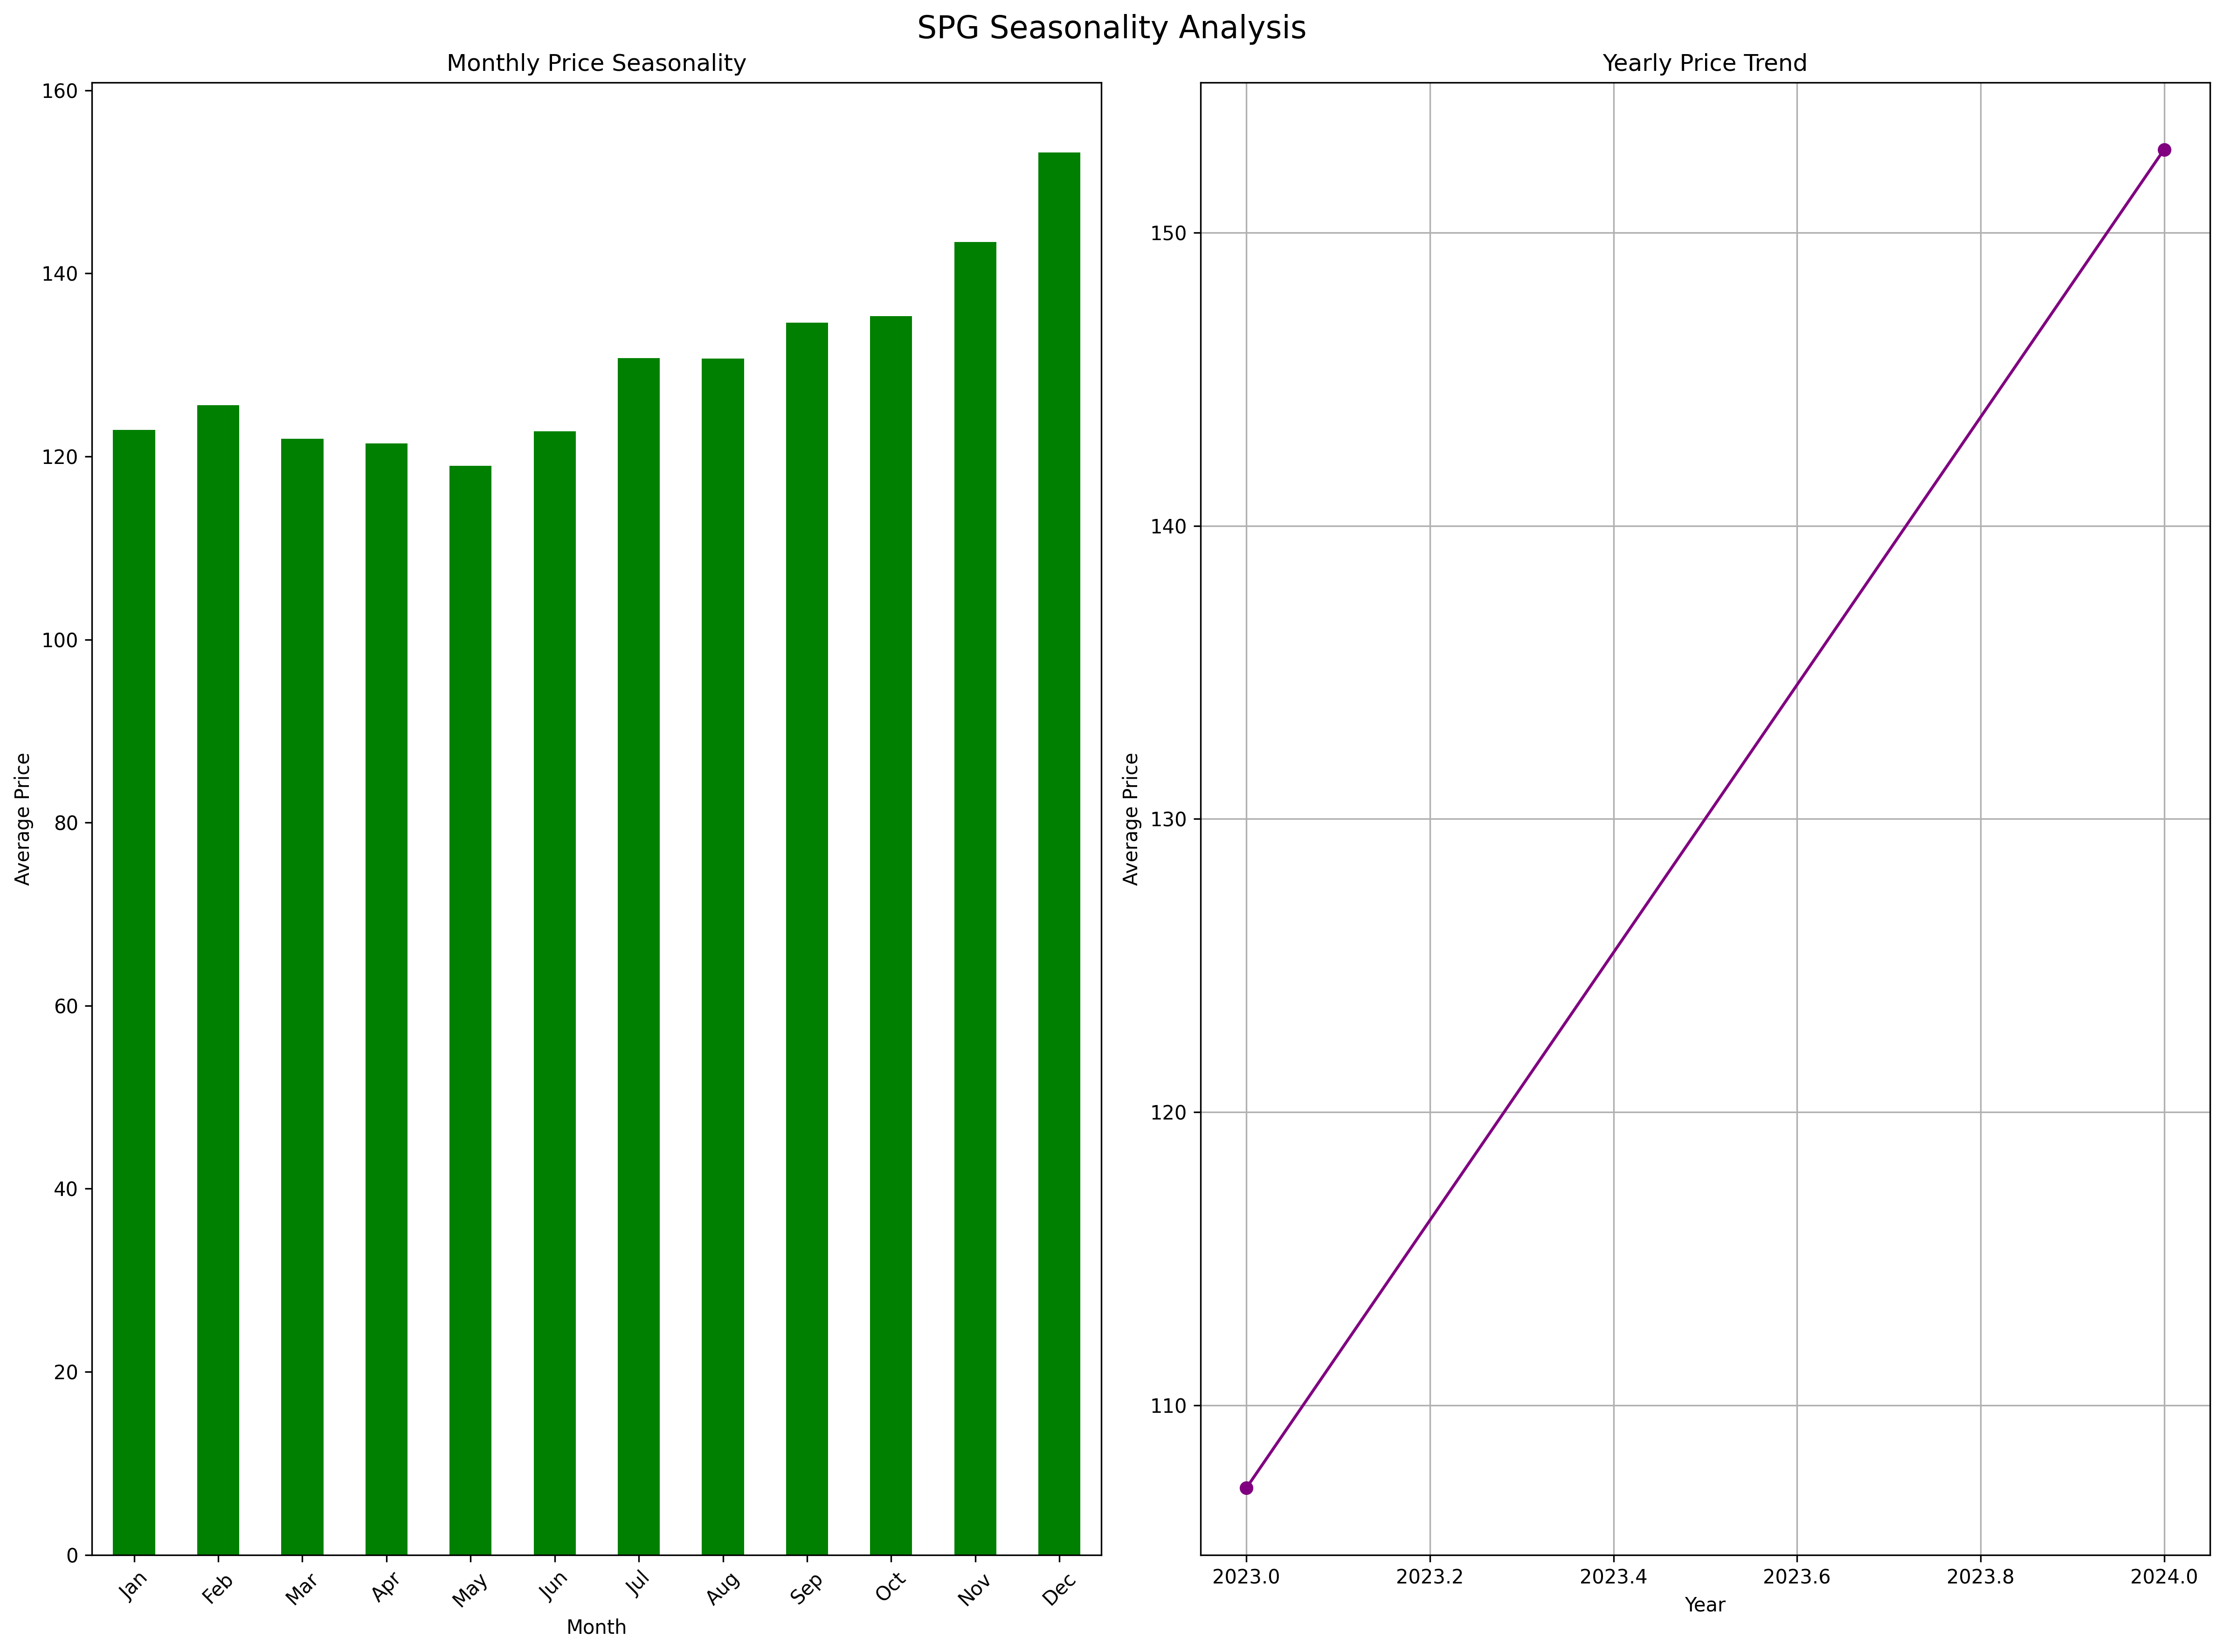 SPG Seasonality Analysis
Monthly Price Seasonality
160
140
120
100
80
60
40
20
0
Average Price
Jan
Feb
Mar
Apr
May
Jun
Jul
Aug
Sep
Oct
Nov
Dec
Month
Yearly Price Trend
150
140
130
120
110
Average Price
2023.0
2023.2
2023.4
2023.6
2023.8
2024.0
Year